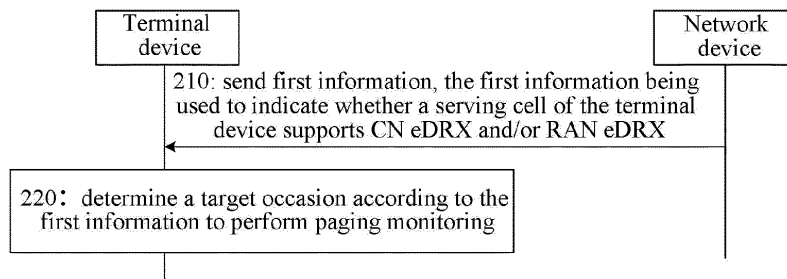 Terminal
device
Network
device
210: send first information, the first information being
used to indicate whether a serving cell of the terminal
device supports CN eDRX and/or RAN eDRX
220: determine a target occasion according to the
first information to perform paging monitoring